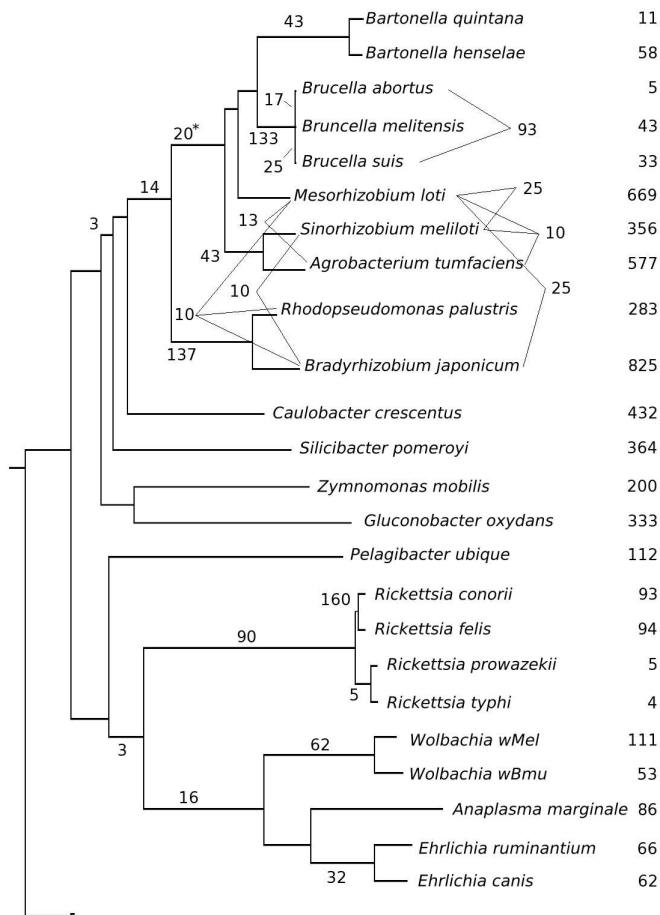 43 Bartonella quintana 11
Bartonella henselae 58
Brucella abortus 5
17
20* 133 Bruncella melitensis 43 93
25 Brucella suis 33
14 Mesorhizobium loti 25 669
3 13 Sinorhizobium meliloti 10 356
43 Agrobacterium tumfaciens 577
10 25
10 Rhodopseudomonas palustris 283
137 Bradyrhizobium japonicum 825
Caulobacter crescentus 432
Silicibacter pomeroyi 364
Zymnomonas mobilis 200
Gluconobacter oxydans 333
Pelagibacter ubique 112
160 Rickettsia conorii 93
90 Rickettsia felis 94
Rickettsia prowazekii 5
5 Rickettsia typhi 4
3 62 Wolbachia wMel 111
Wolbachia wBmu 53
16 Anaplasma marginale 86
Ehrlichia ruminantium 66
32 Ehrlichia canis 62